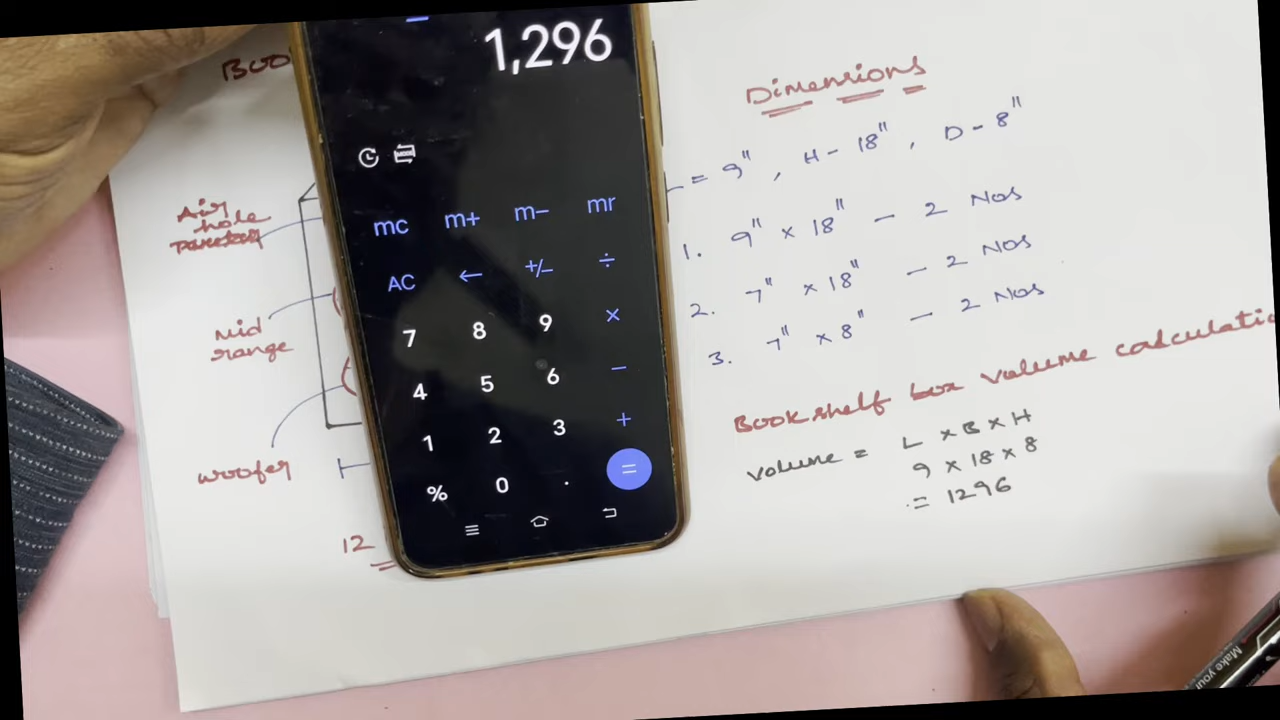 1,296
mc m+ m− mr
AC ← +/− ÷
7 8 9 ×
4 5 6 −
1 2 3 +
% 0 . =
Boo
Air
hole
Mid
range
woofer
12
Dimensions
= 9" , H - 18" , D - 8"
1. 9" × 18" — 2 Nos
2. 7" × 18" — 2 Nos
3. 7" × 8" — 2 Nos
Bookshelf box volume calculatio
volume = L × B × H
9 × 18 × 8
= 1296
Make your